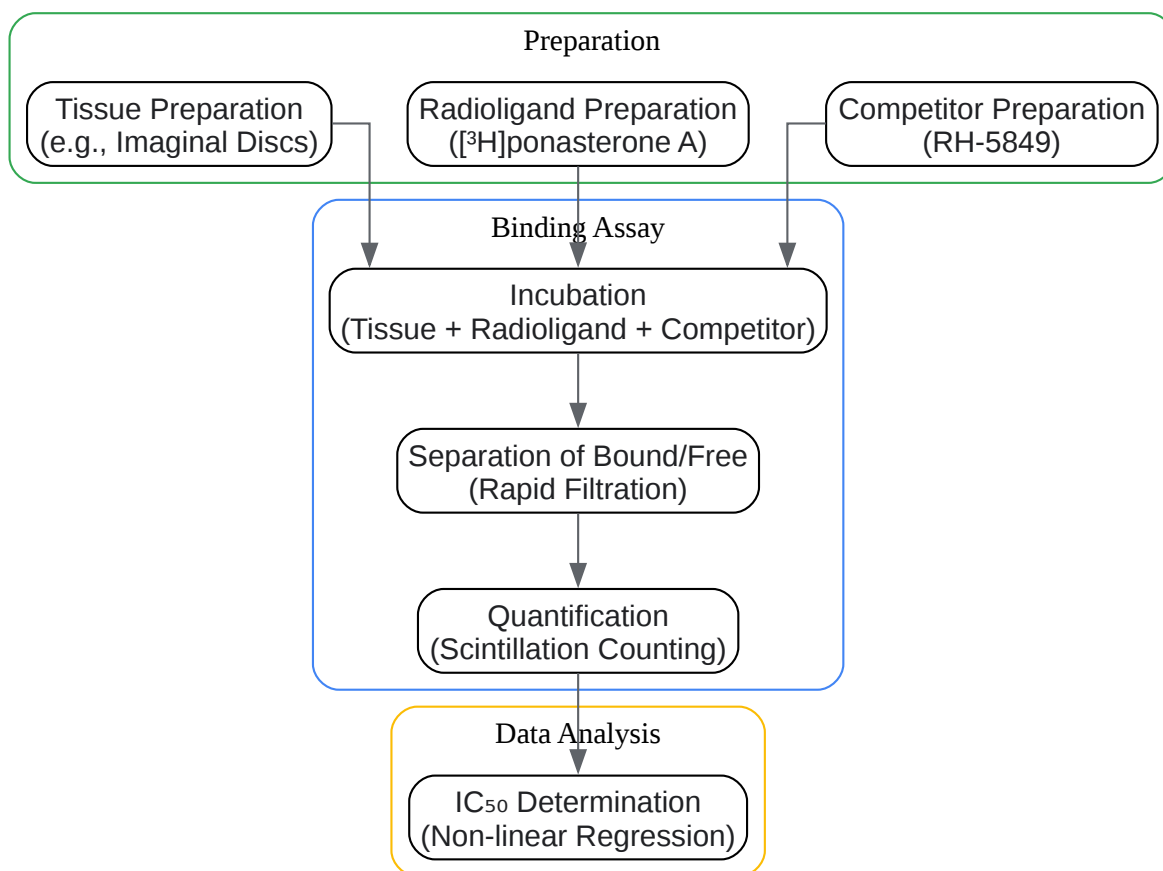 Preparation
Tissue Preparation
(e.g., Imaginal Discs)
Radioligand Preparation
([³H]ponasterone A)
Competitor Preparation
(RH-5849)
Binding Assay
Incubation
(Tissue + Radioligand + Competitor)
Separation of Bound/Free
(Rapid Filtration)
Quantification
(Scintillation Counting)
Data Analysis
IC₅₀ Determination
(Non-linear Regression)